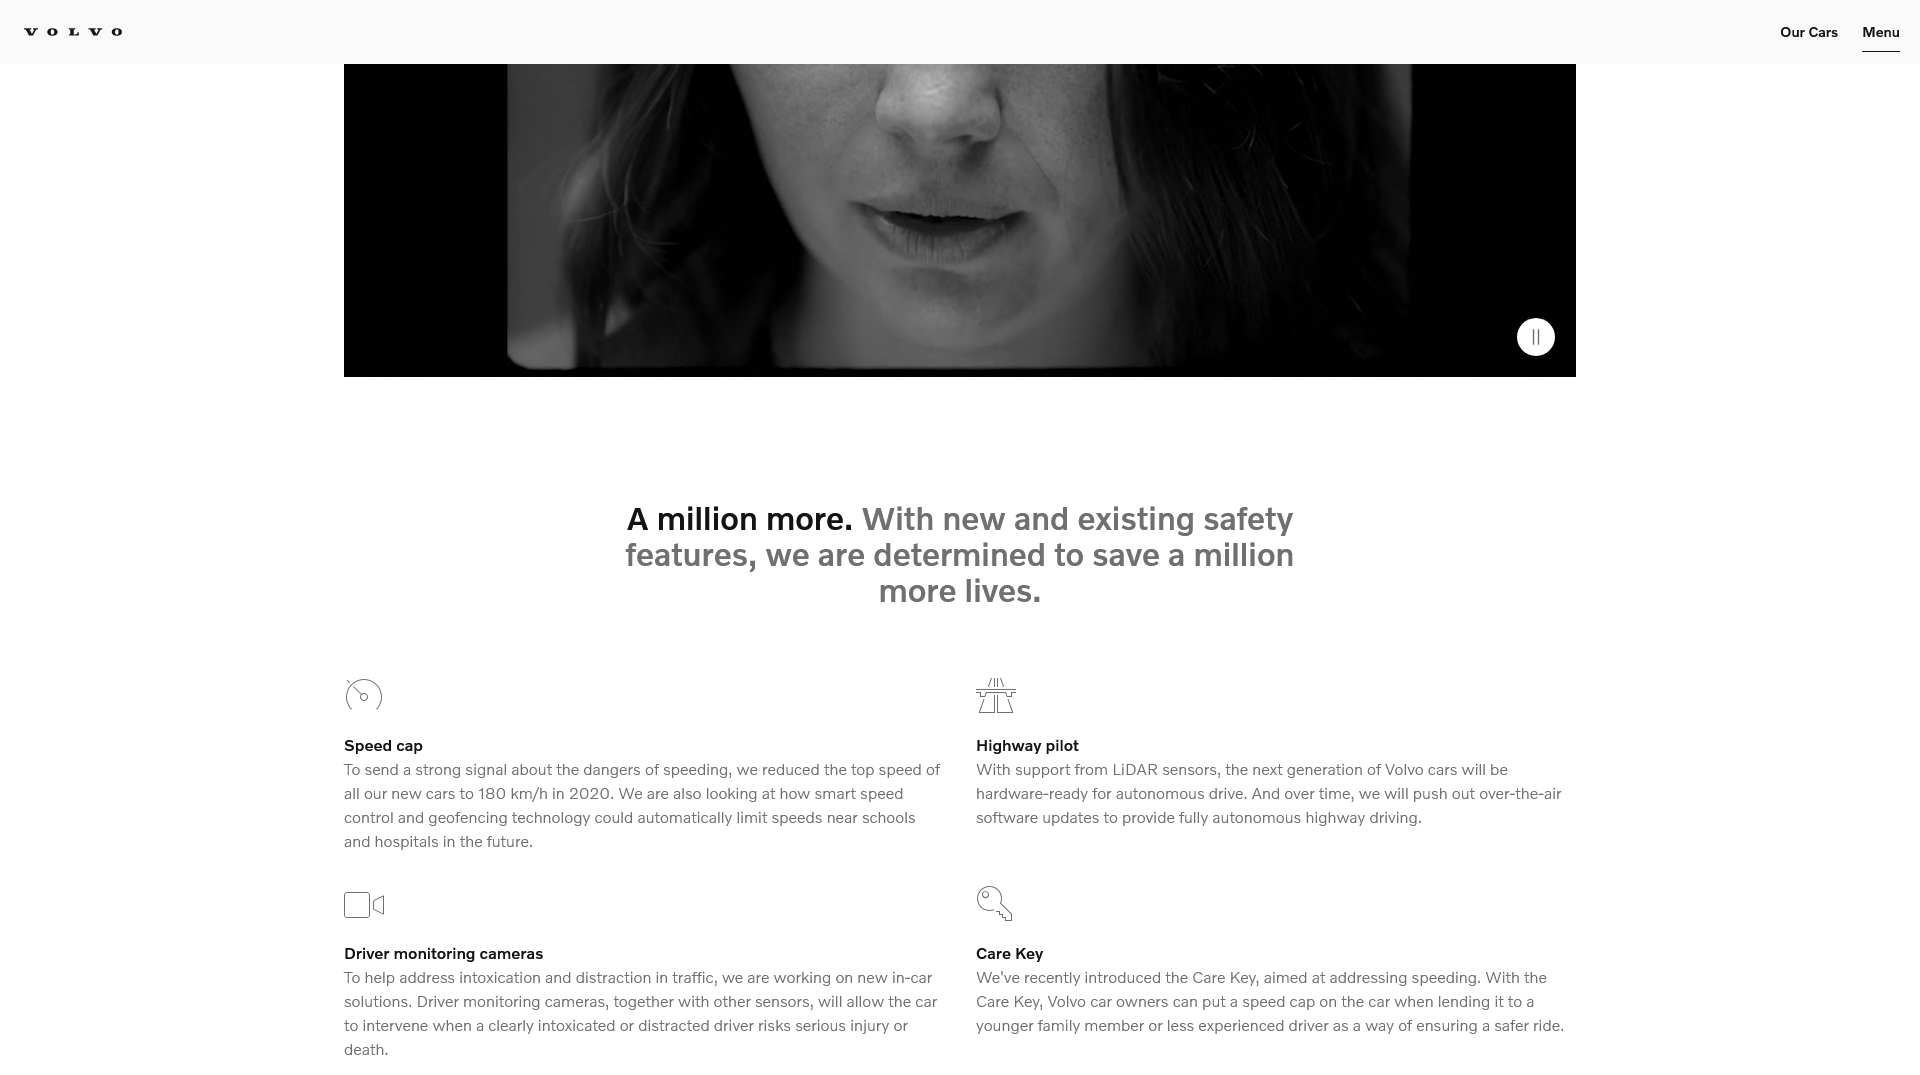 VOLVO
Our Cars
Menu
A million more. With new and existing safety
features, we are determined to save a million
more lives.
Speed cap
To send a strong signal about the dangers of speeding, we reduced the top speed of
all our new cars to 180 km/h in 2020. We are also looking at how smart speed
control and geofencing technology could automatically limit speeds near schools
and hospitals in the future.
Highway pilot
With support from LiDAR sensors, the next generation of Volvo cars will be
hardware-ready for autonomous drive. And over time, we will push out over-the-air
software updates to provide fully autonomous highway driving.
Driver monitoring cameras
To help address intoxication and distraction in traffic, we are working on new in-car
solutions. Driver monitoring cameras, together with other sensors, will allow the car
to intervene when a clearly intoxicated or distracted driver risks serious injury or
death.
Care Key
We've recently introduced the Care Key, aimed at addressing speeding. With the
Care Key, Volvo car owners can put a speed cap on the car when lending it to a
younger family member or less experienced driver as a way of ensuring a safer ride.